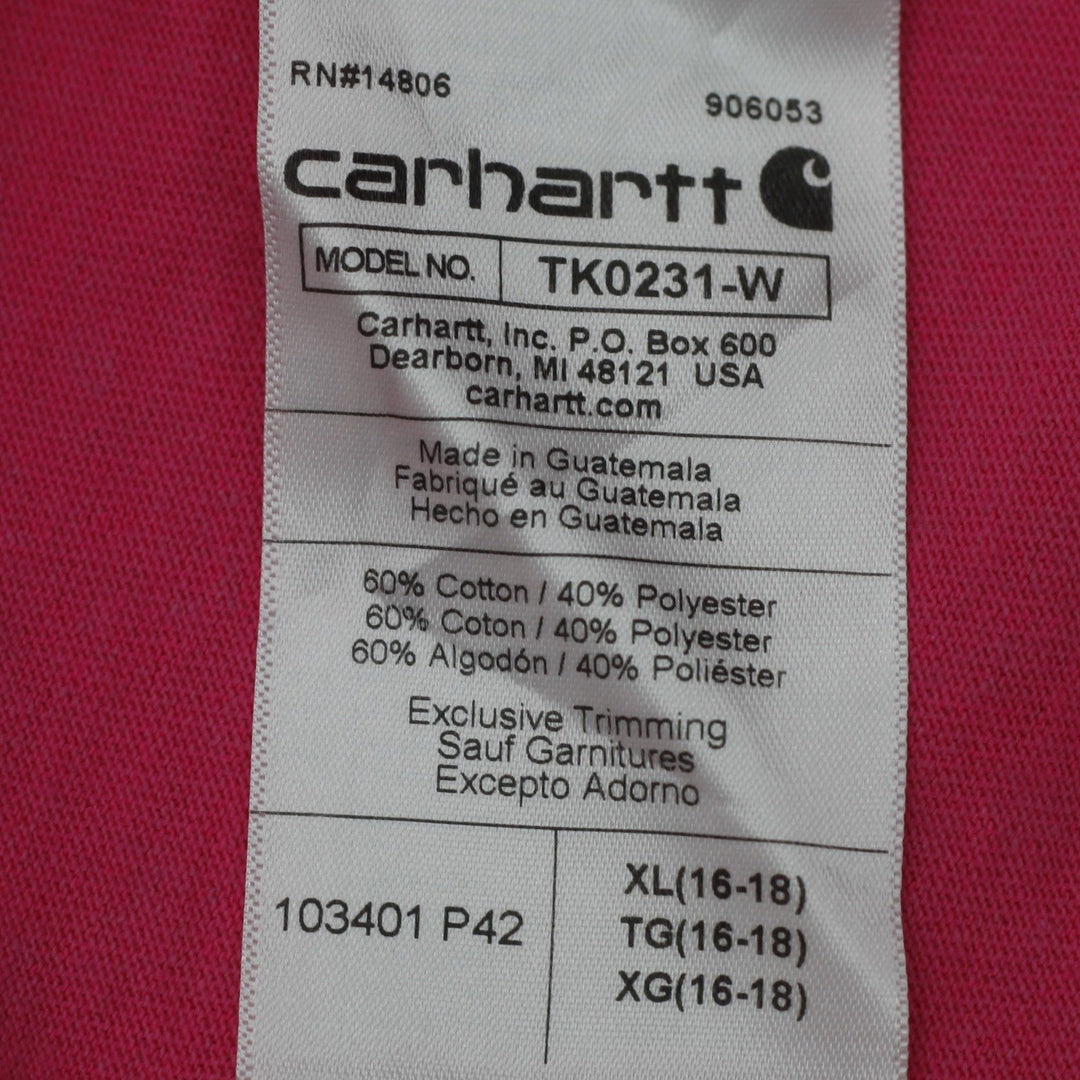 RN#14806
906053
carhartt
MODEL NO. TK0231-W
Carhartt, Inc. P.O. Box 600
Dearborn, MI 48121 USA
carhartt.com
Made in Guatemala
Fabriqué au Guatemala
Hecho en Guatemala
60% Cotton / 40% Polyester
60% Coton / 40% Polyester
60% Algodón / 40% Poliéster
Exclusive Trimming
Sauf Garnitures
Excepto Adorno
103401 P42
XL(16-18)
TG(16-18)
XG(16-18)